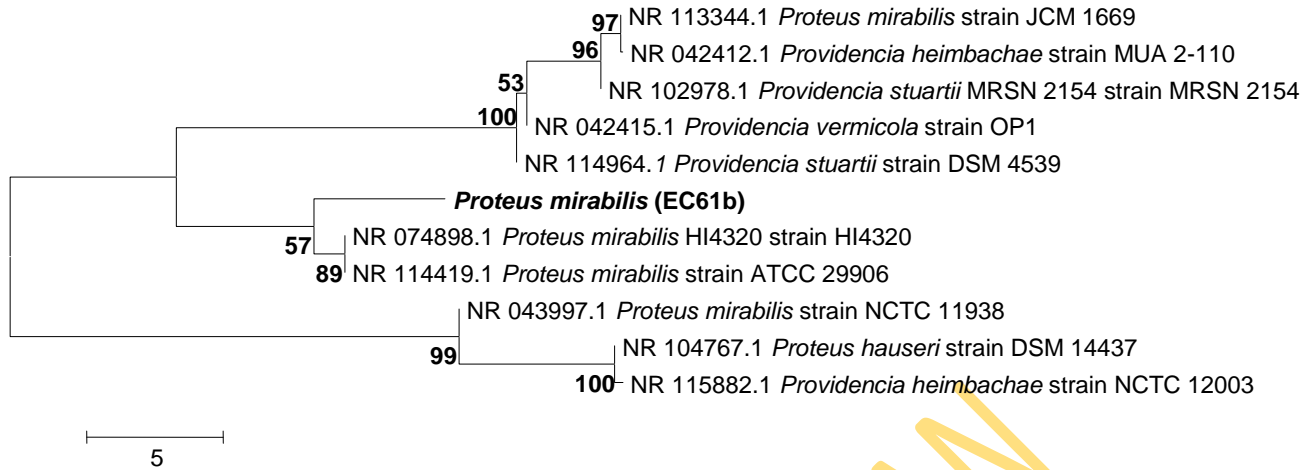 NR 113344.1 Proteus mirabilis strain JCM 1669
97
NR 042412.1 Providencia heimbachae strain MUA 2-110
96
NR 102978.1 Providencia stuartii MRSN 2154 strain MRSN 2154
53
NR 042415.1 Providencia vermicola strain OP1
100
NR 114964.1 Providencia stuartii strain DSM 4539
Proteus mirabilis (EC61b)
NR 074898.1 Proteus mirabilis HI4320 strain HI4320
57
NR 114419.1 Proteus mirabilis strain ATCC 29906
89
NR 043997.1 Proteus mirabilis strain NCTC 11938
NR 104767.1 Proteus hauseri strain DSM 14437
99
NR 115882.1 Providencia heimbachae strain NCTC 12003
100
5